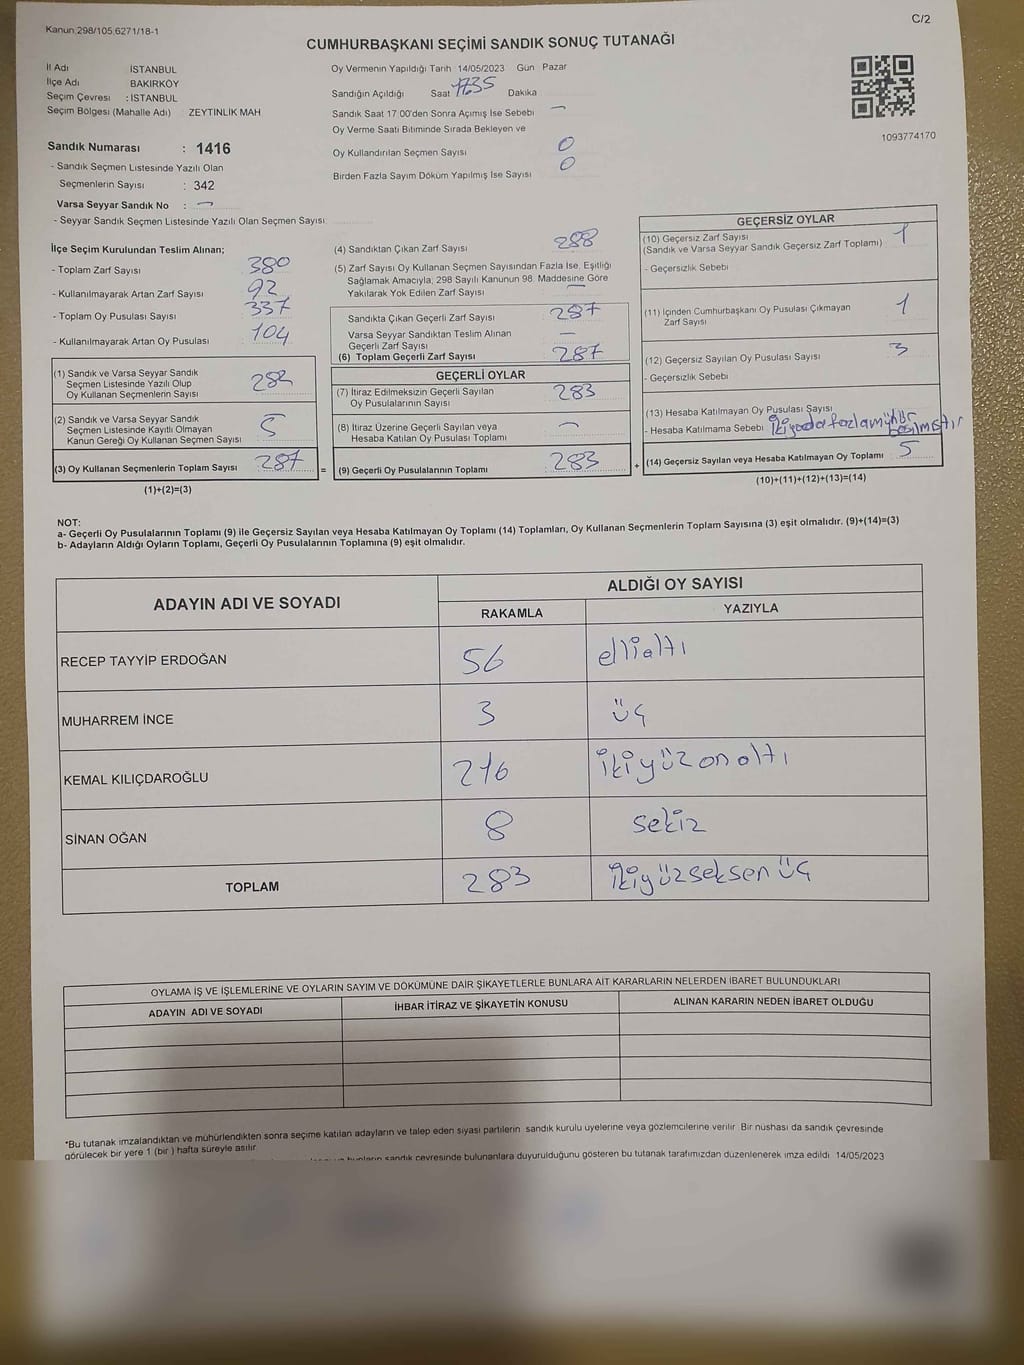 Kanun 298/105,6271/18-1
C/2
CUMHURBAŞKANI SEÇİMİ SANDIK SONUÇ TUTANAĞI
İl Adı İSTANBUL
İlçe Adı BAKIRKÖY
Seçim Çevresi : İSTANBUL
Seçim Bölgesi (Mahalle Adı) ZEYTİNLİK MAH
Oy Vermenin Yapıldığı Tarih 14/05/2023 Gün Pazar
Sandığın Açıldığı Saat 17.35 Dakika
Sandık Saat 17:00'den Sonra Açımış İse Sebebi —
Oy Verme Saati Bitiminde Sırada Bekleyen ve
Oy Kullandırılan Seçmen Sayısı 0
Birden Fazla Sayım Döküm Yapılmış İse Sayısı 0
1093774170
Sandık Numarası : 1416
- Sandık Seçmen Listesinde Yazılı Olan
Seçmenlerin Sayısı : 342
Varsa Seyyar Sandık No : —
- Seyyar Sandık Seçmen Listesinde Yazılı Olan Seçmen Sayısı
İlçe Seçim Kurulundan Teslim Alınan;
- Toplam Zarf Sayısı 380
- Kullanılmayarak Artan Zarf Sayısı 92
- Toplam Oy Pusulası Sayısı 337
- Kullanılmayarak Artan Oy Pusulası 104
(1) Sandık ve Varsa Seyyar Sandık
Seçmen Listesinde Yazılı Olup
Oy Kullanan Seçmenlerin Sayısı 282
(2) Sandık ve Varsa Seyyar Sandık
Seçmen Listesinde Kayıtlı Olmayan
Kanun Gereği Oy Kullanan Seçmen Sayısı 5
(3) Oy Kullanan Seçmenlerin Toplam Sayısı 287 =
(1)+(2)=(3)
(4) Sandıktan Çıkan Zarf Sayısı 288
(5) Zarf Sayısı Oy Kullanan Seçmen Sayısından Fazla İse, Eşitliği
Sağlamak Amacıyla; 298 Sayılı Kanunun 98. Maddesine Göre
Yakılarak Yok Edilen Zarf Sayısı —
Sandıkta Çıkan Geçerli Zarf Sayısı 287
Varsa Seyyar Sandıktan Teslim Alınan
Geçerli Zarf Sayısı —
(6) Toplam Geçerli Zarf Sayısı 287
GEÇERLİ OYLAR
(7) İtiraz Edilmeksizin Geçerli Sayılan
Oy Pusulalarının Sayısı 283
(8) İtiraz Üzerine Geçerli Sayılan veya
Hesaba Katılan Oy Pusulası Toplamı —
(9) Geçerli Oy Pusulalarının Toplamı 283 +
GEÇERSİZ OYLAR
(10) Geçersiz Zarf Sayısı 1
(Sandık ve Varsa Seyyar Sandık Geçersiz Zarf Toplamı)
- Geçersizlik Sebebi
(11) İçinden Cumhurbaşkanı Oy Pusulası Çıkmayan 1
Zarf Sayısı
(12) Geçersiz Sayılan Oy Pusulası Sayısı 3
- Geçersizlik Sebebi
(13) Hesaba Katılmayan Oy Pusulası Sayısı
- Hesaba Katılmama Sebebi İkiyadafazlamühür basılmıştır
(14) Geçersiz Sayılan veya Hesaba Katılmayan Oy Toplamı 5
(10)+(11)+(12)+(13)=(14)
NOT:
a- Geçerli Oy Pusulalarının Toplamı (9) ile Geçersiz Sayılan veya Hesaba Katılmayan Oy Toplamı (14) Toplamları, Oy Kullanan Seçmenlerin Toplam Sayısına (3) eşit olmalıdır. (9)+(14)=(3)
b- Adayların Aldığı Oyların Toplamı, Geçerli Oy Pusulalarının Toplamına (9) eşit olmalıdır.
ADAYIN ADI VE SOYADI
ALDIĞI OY SAYISI
RAKAMLA YAZIYLA
RECEP TAYYİP ERDOĞAN 56 elli altı
MUHARREM İNCE 3 üç
KEMAL KILIÇDAROĞLU 216 ikiyüz on altı
SİNAN OĞAN 8 sekiz
TOPLAM 283 İkiyüzseksen üç
OYLAMA İŞ VE İŞLEMLERİNE VE OYLARIN SAYIM VE DÖKÜMÜNE DAİR ŞİKAYETLERLE BUNLARA AİT KARARLARIN NELERDEN İBARET BULUNDUKLARI
ADAYIN ADI VE SOYADI İHBAR İTİRAZ VE ŞİKAYETİN KONUSU ALINAN KARARIN NEDEN İBARET OLDUĞU
*Bu tutanak imzalandıktan ve mühürlendikten sonra seçime katılan adayların ve talep eden siyasi partilerin sandık kurulu üyelerine veya gözlemcilerine verilir. Bir nüshası da sandık çevresinde
görülecek bir yere 1 (bir) hafta süreyle asılır.
sandık çevresinde bulunanlara duyurulduğunu gösteren bu tutanak tarafımızdan düzenlenerek imza edildi. 14/05/2023